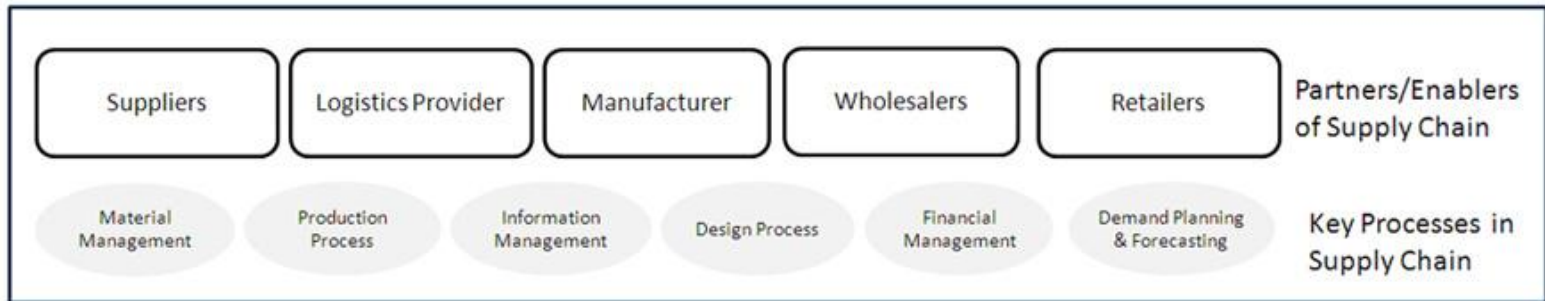 Suppliers
Logistics Provider
Manufacturer
Wholesalers
Retailers
Partners/Enablers
of Supply Chain
Material
Management
Production
Process
Information
Management
Design Process
Financial
Management
Demand Planning
& Forecasting
Key Processes in
Supply Chain